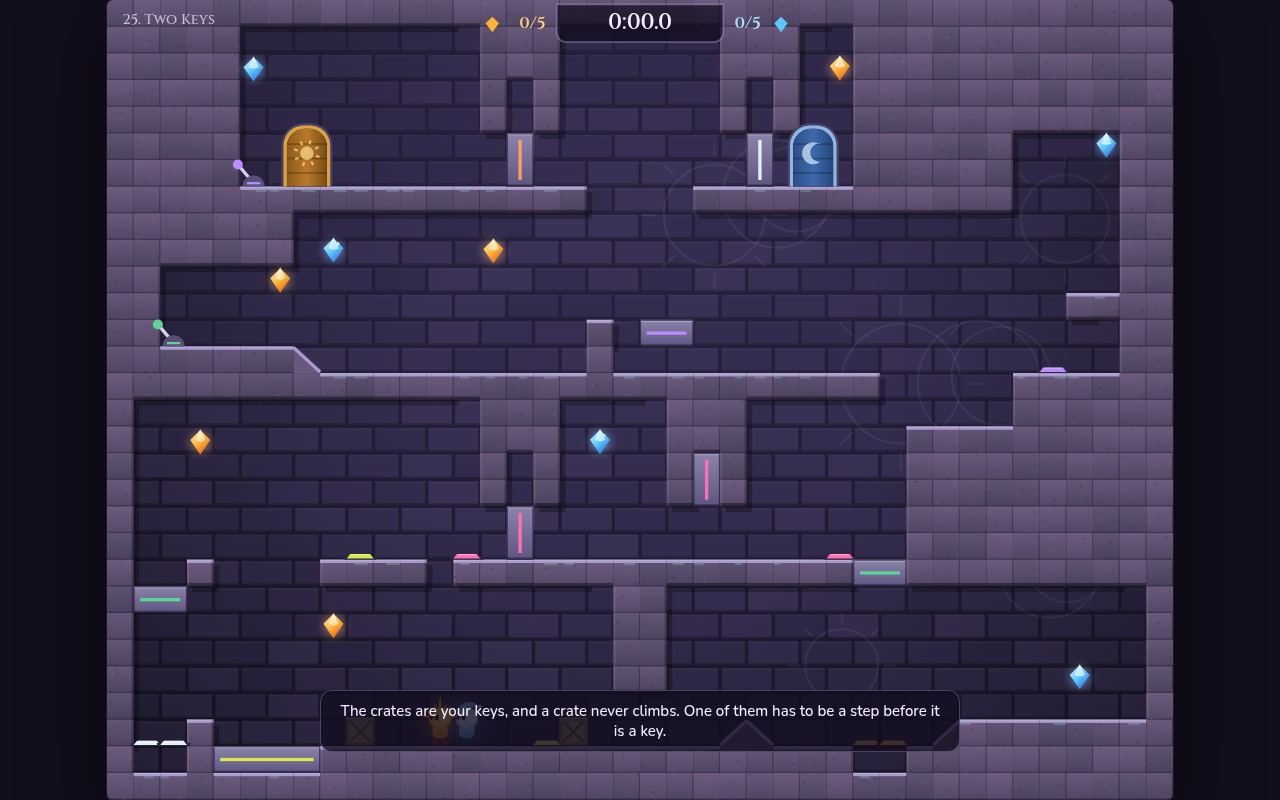 25. Two Keys
0/5
0:00.0
0/5
The crates are your keys, and a crate never climbs. One of them has to be a step before it
is a key.